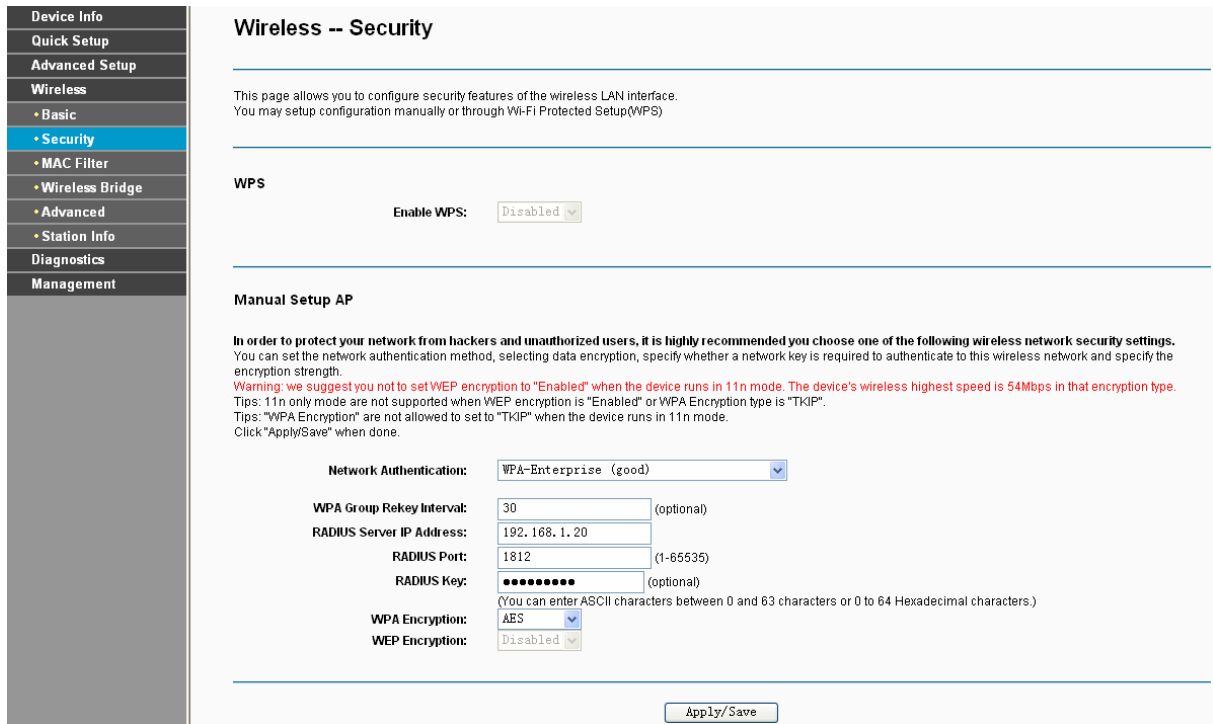 Device Info
Quick Setup
Advanced Setup
Wireless
•Basic
•Security
•MAC Filter
•Wireless Bridge
•Advanced
•Station Info
Diagnostics
Management
Wireless -- Security
This page allows you to configure security features of the wireless LAN interface.
You may setup configuration manually or through Wi-Fi Protected Setup(WPS)
WPS
Enable WPS: Disabled
Manual Setup AP
In order to protect your network from hackers and unauthorized users, it is highly recommended you choose one of the following wireless network security settings.
You can set the network authentication method, selecting data encryption, specify whether a network key is required to authenticate to this wireless network and specify the
encryption strength.
Warning: we suggest you not to set WEP encryption to "Enabled" when the device runs in 11n mode. The device's wireless highest speed is 54Mbps in that encryption type.
Tips: 11n only mode are not supported when WEP encryption is "Enabled" or WPA Encryption type is "TKIP".
Tips: "WPA Encryption" are not allowed to set to "TKIP" when the device runs in 11n mode.
Click "Apply/Save" when done.
Network Authentication: WPA-Enterprise (good)
WPA Group Rekey Interval: 30 (optional)
RADIUS Server IP Address: 192.168.1.20
RADIUS Port: 1812 (1-65535)
RADIUS Key: ●●●●●●●●● (optional)
(You can enter ASCII characters between 0 and 63 characters or 0 to 64 Hexadecimal characters.)
WPA Encryption: AES
WEP Encryption: Disabled
Apply/Save